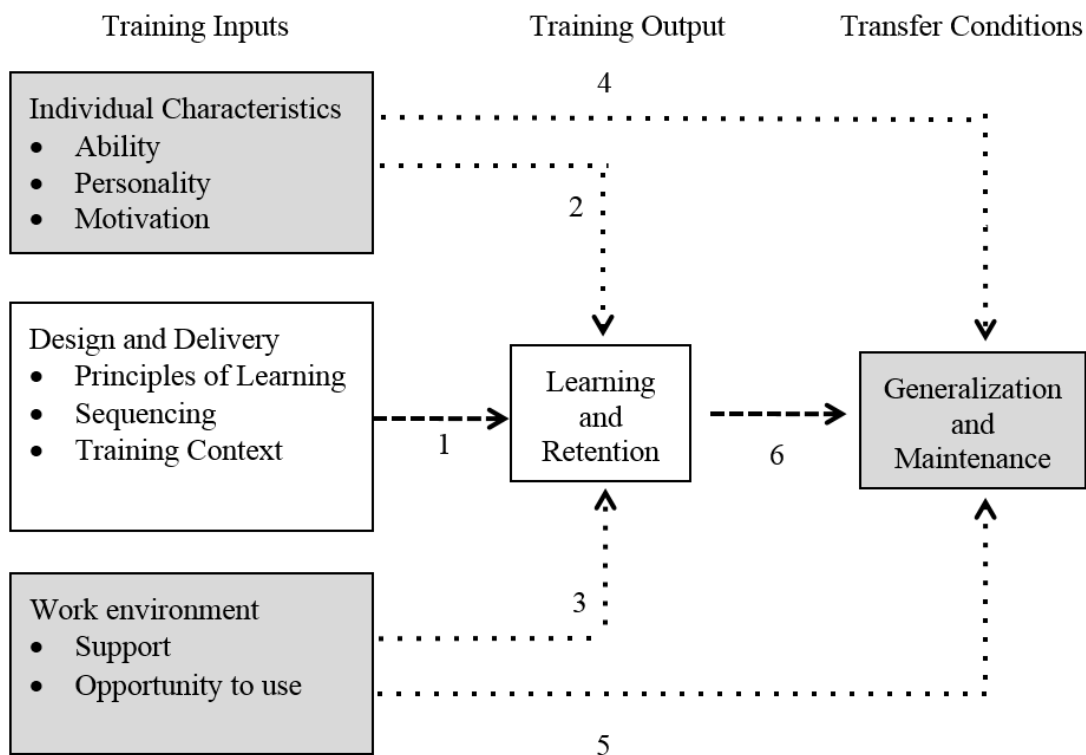 Training Inputs
Training Output
Transfer Conditions
Individual Characteristics
• Ability
• Personality
• Motivation
4
2
Design and Delivery
• Principles of Learning
• Sequencing
• Training Context
1
Learning
and
Retention
6
Generalization
and
Maintenance
Work environment
• Support
• Opportunity to use
3
5